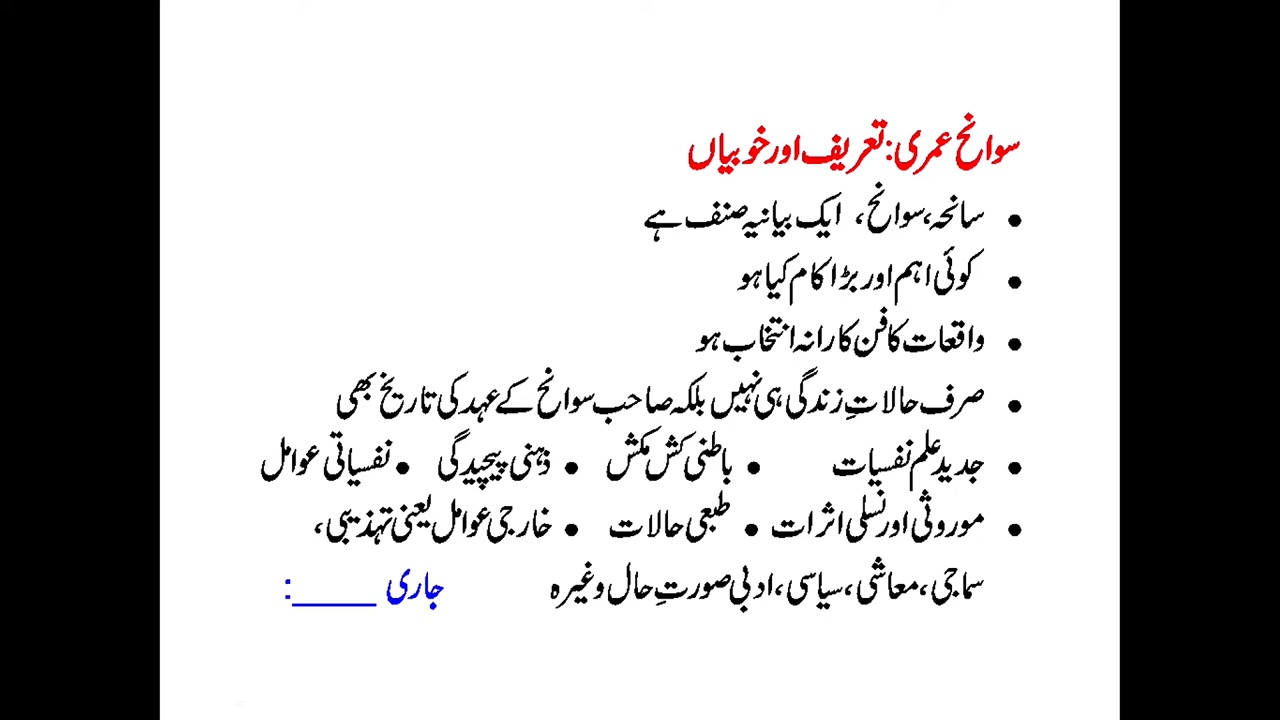 سوانح عمری: تعریف اور خوبیاں
• سانحہ، سوانح، ایک بیانیہ صنف ہے
• کوئی اہم اور بڑا کام کیا ہو
• واقعات کا فن کارانہ انتخاب ہو
• صرف حالاتِ زندگی ہی نہیں بلکہ صاحب سوانح کے عہد کی تاریخ بھی
• جدید علم نفسیات • باطنی کش مکش • ذہنی پیچیدگی • نفسیاتی عوامل
• موروثی اور نسلی اثرات • طبعی حالات • خارجی عوامل یعنی تہذیبی،
سماجی، معاشی، سیاسی، ادبی صورتِ حال وغیرہ جاری _____: